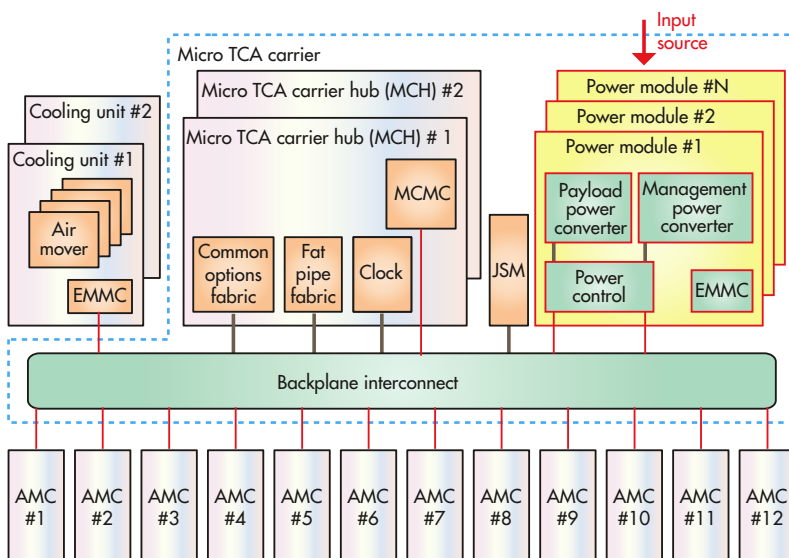 Input
source
Micro TCA carrier
Micro TCA carrier hub (MCH) #2
Micro TCA carrier hub (MCH) # 1
MCMC
Common
options
fabric
Fat
pipe
fabric
Clock
JSM
Power module #N
Power module #2
Power module #1
Payload
power
converter
Management
power
converter
Power
control
EMMC
Cooling unit #2
Cooling unit #1
Air
mover
EMMC
Backplane interconnect
AMC
#1
AMC
#2
AMC
#3
AMC
#4
AMC
#5
AMC
#6
AMC
#7
AMC
#8
AMC
#9
AMC
#10
AMC
#11
AMC
#12